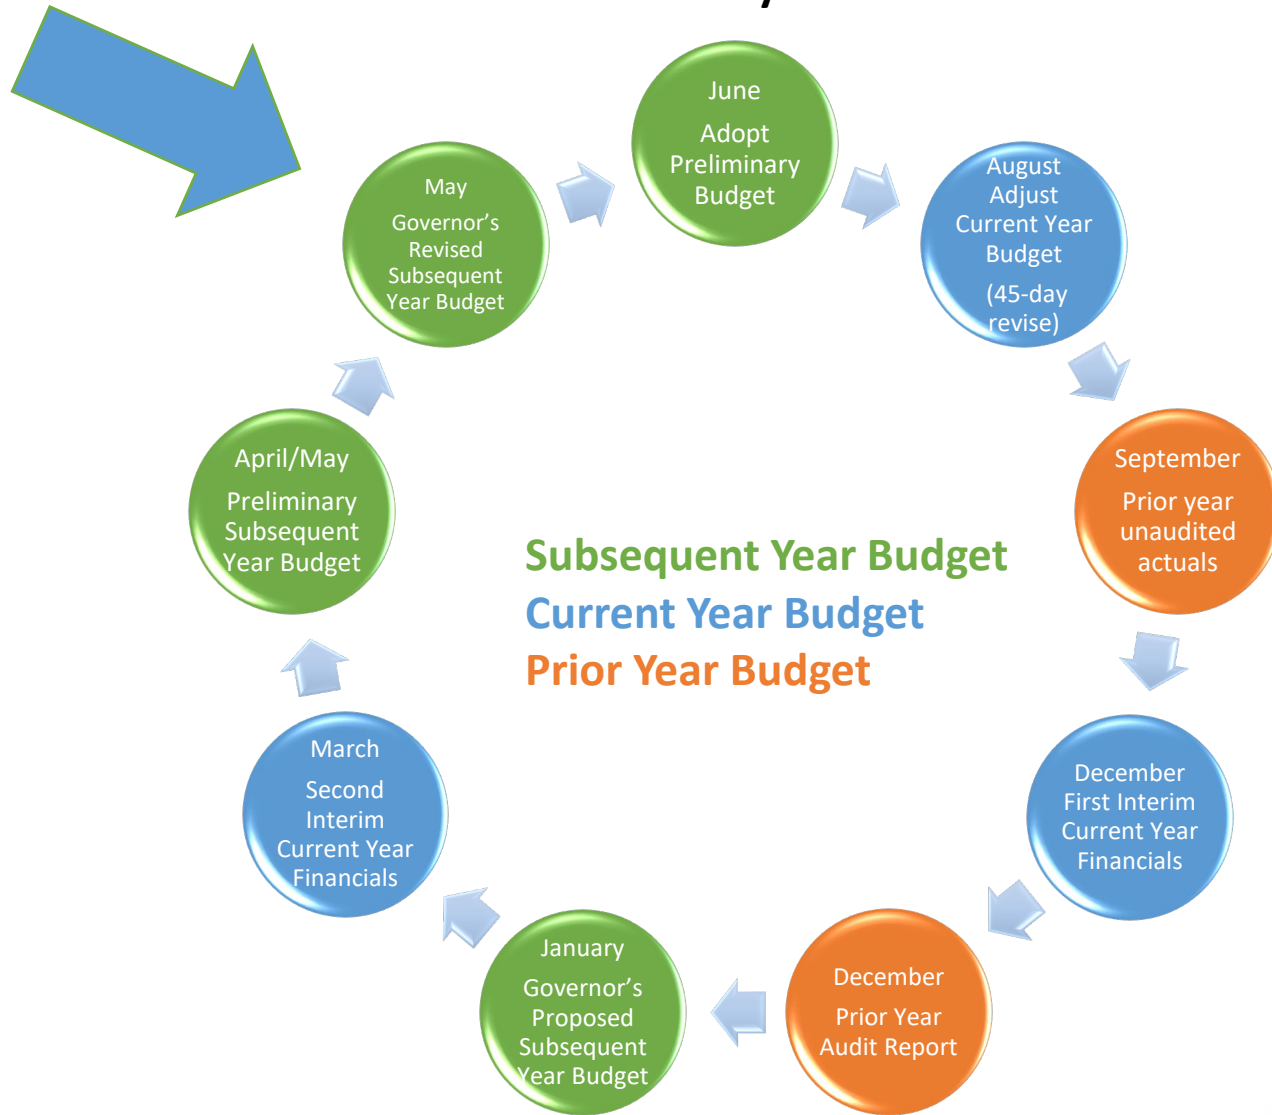 June
Adopt
Preliminary
Budget
August
Adjust
Current Year
Budget
(45-day
revise)
September
Prior year
unaudited
actuals
December
First Interim
Current Year
Financials
December
Prior Year
Audit Report
January
Governor’s
Proposed
Subsequent
Year Budget
March
Second
Interim
Current Year
Financials
April/May
Preliminary
Subsequent
Year Budget
May
Governor’s
Revised
Subsequent
Year Budget
Subsequent Year Budget
Current Year Budget
Prior Year Budget